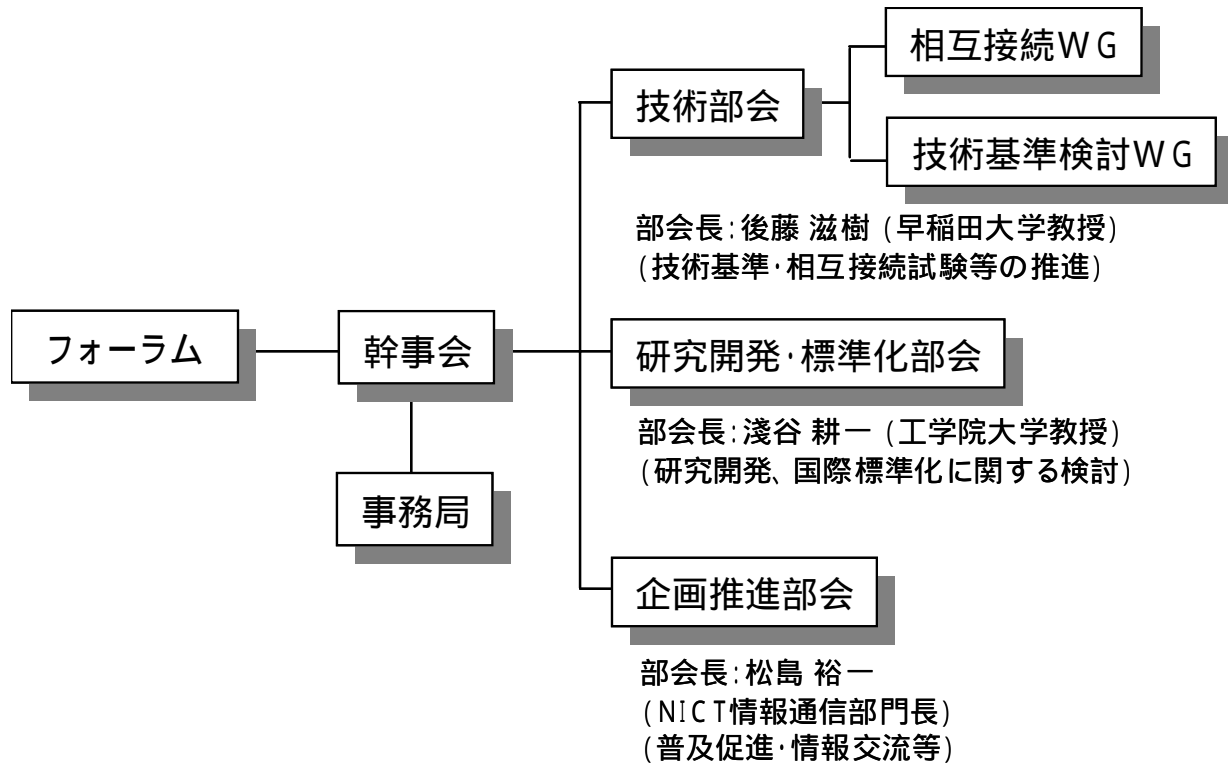 フォーラム
幹事会
事務局
技術部会
相互接続WG
技術基準検討WG
部会長:後藤 滋樹 (早稲田大学教授)
(技術基準・相互接続試験等の推進)
研究開発・標準化部会
部会長:淺谷 耕一 (工学院大学教授)
(研究開発、国際標準化に関する検討)
企画推進部会
部会長:松島 裕一
(NICT情報通信部門長)
(普及促進・情報交流等)